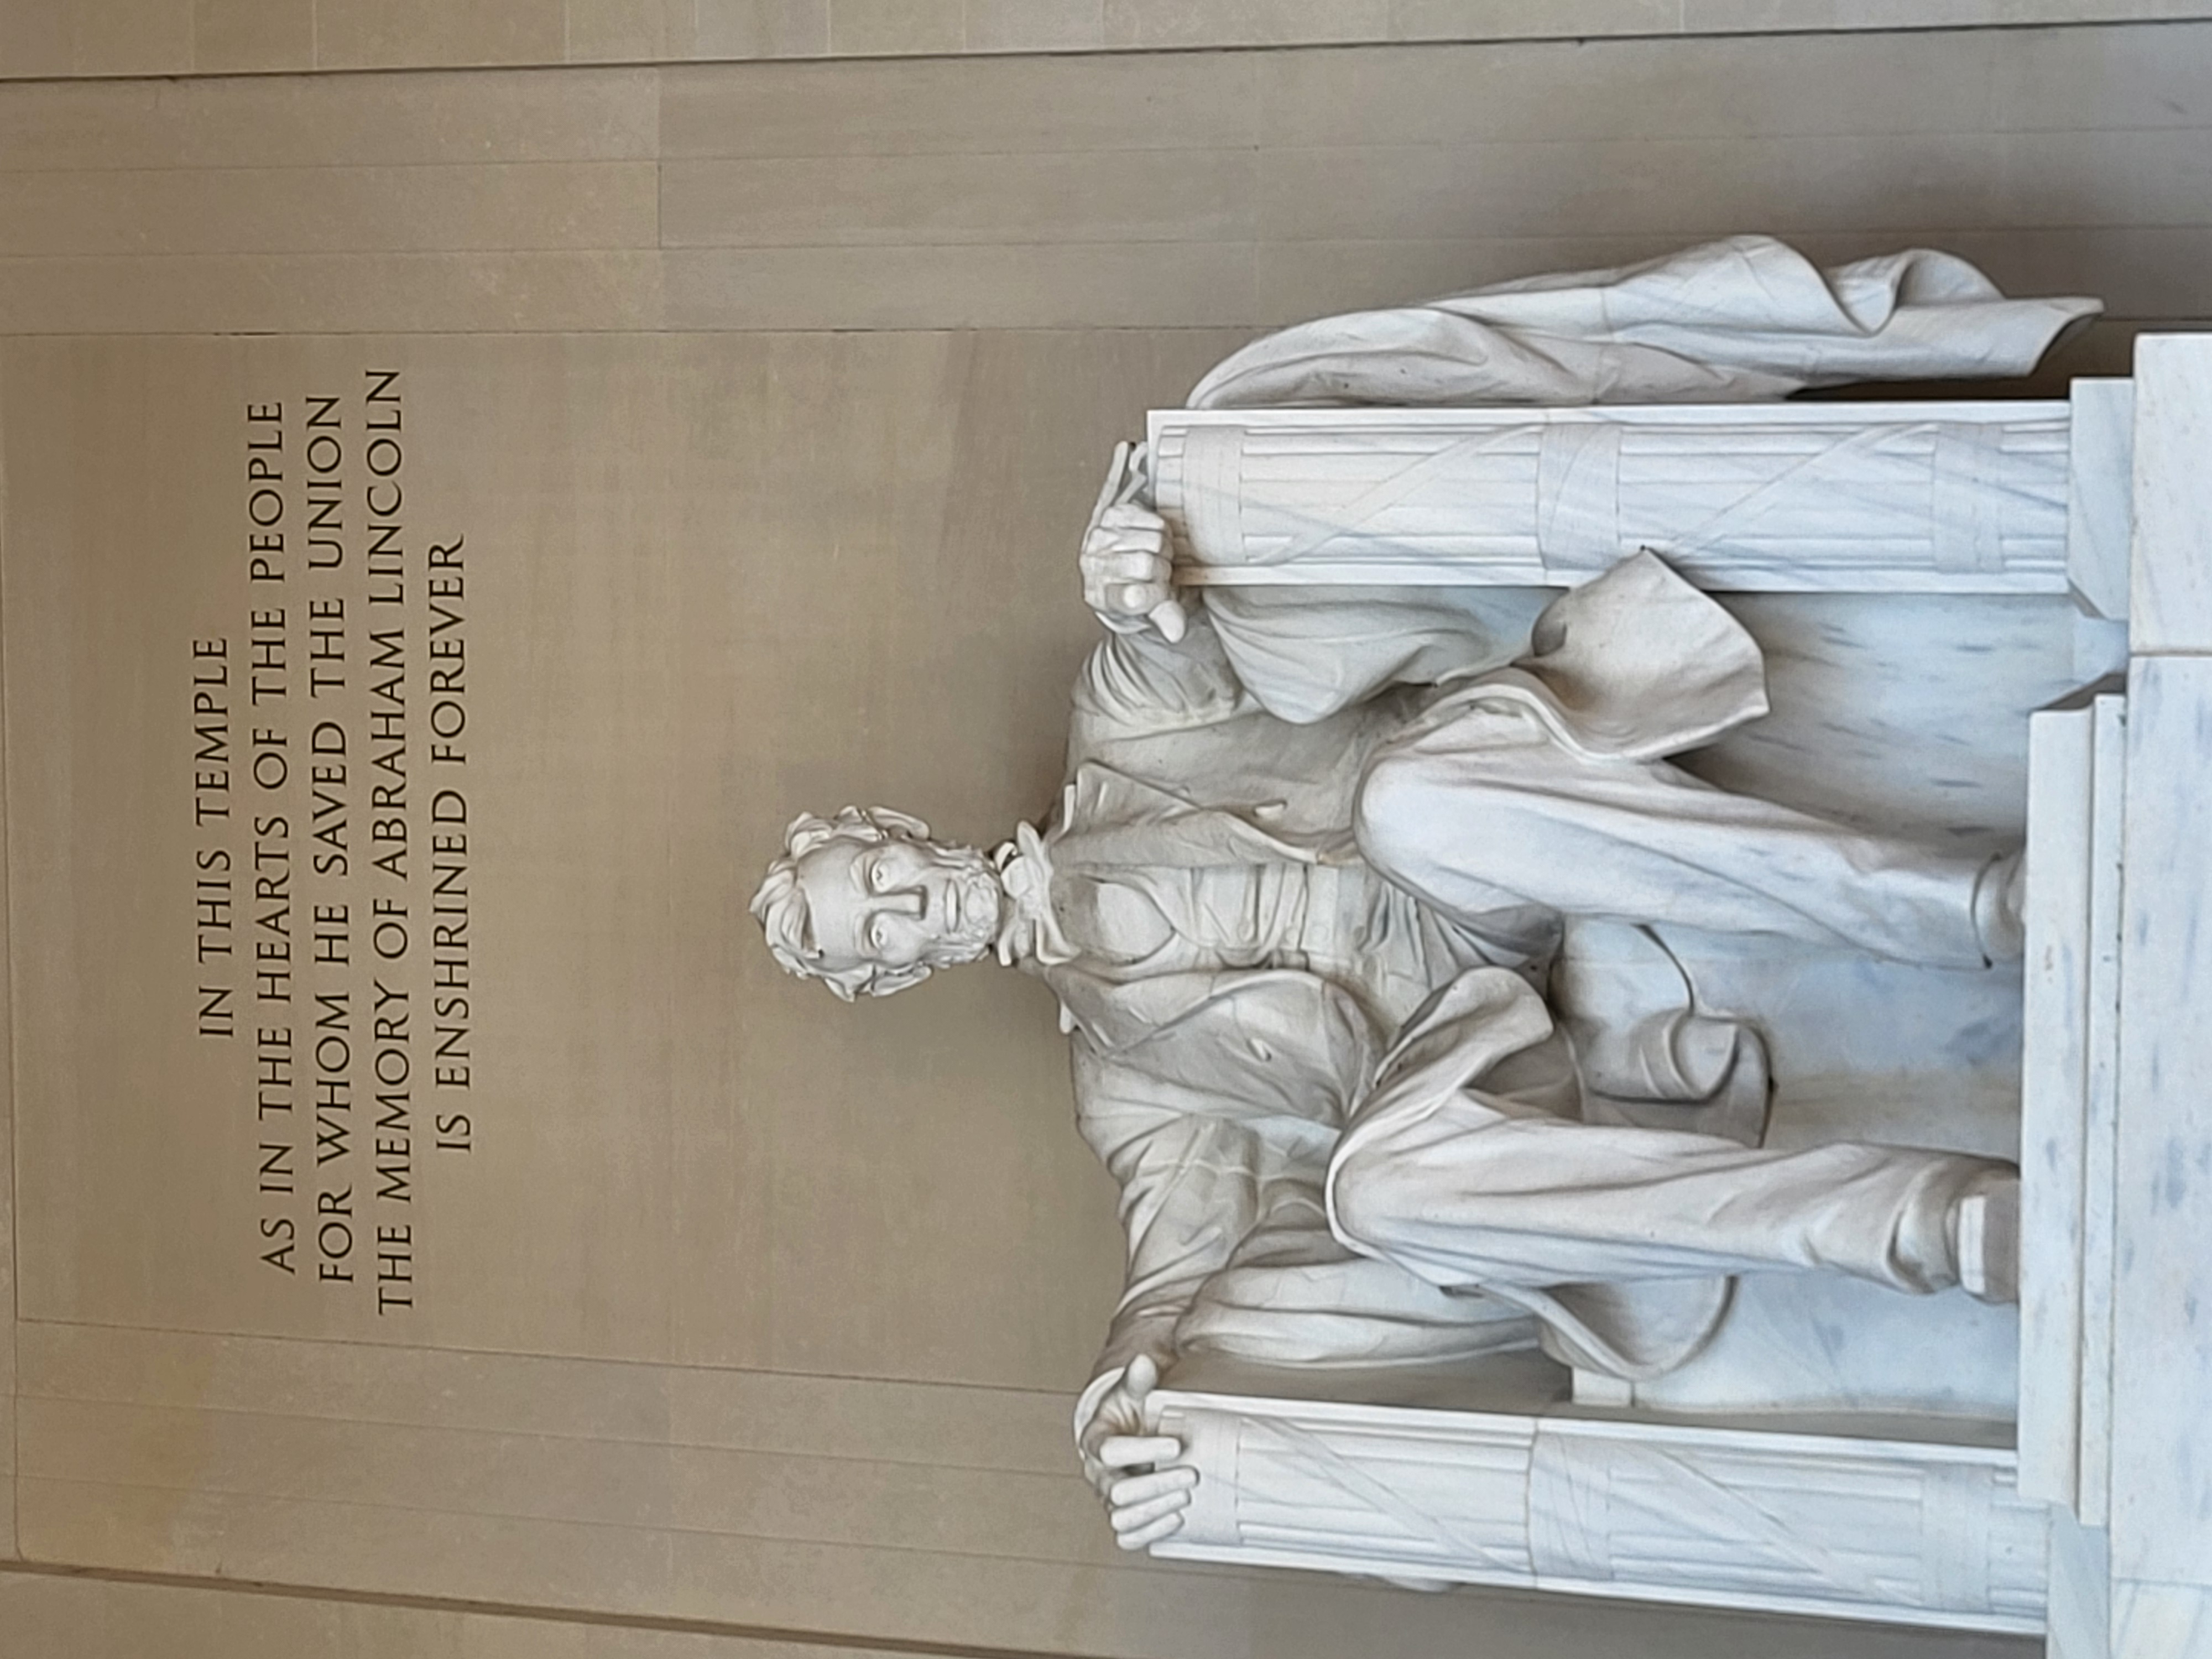 IN THIS TEMPLE
AS IN THE HEARTS OF THE PEOPLE
FOR WHOM HE SAVED THE UNION
THE MEMORY OF ABRAHAM LINCOLN
IS ENSHRINED FOREVER